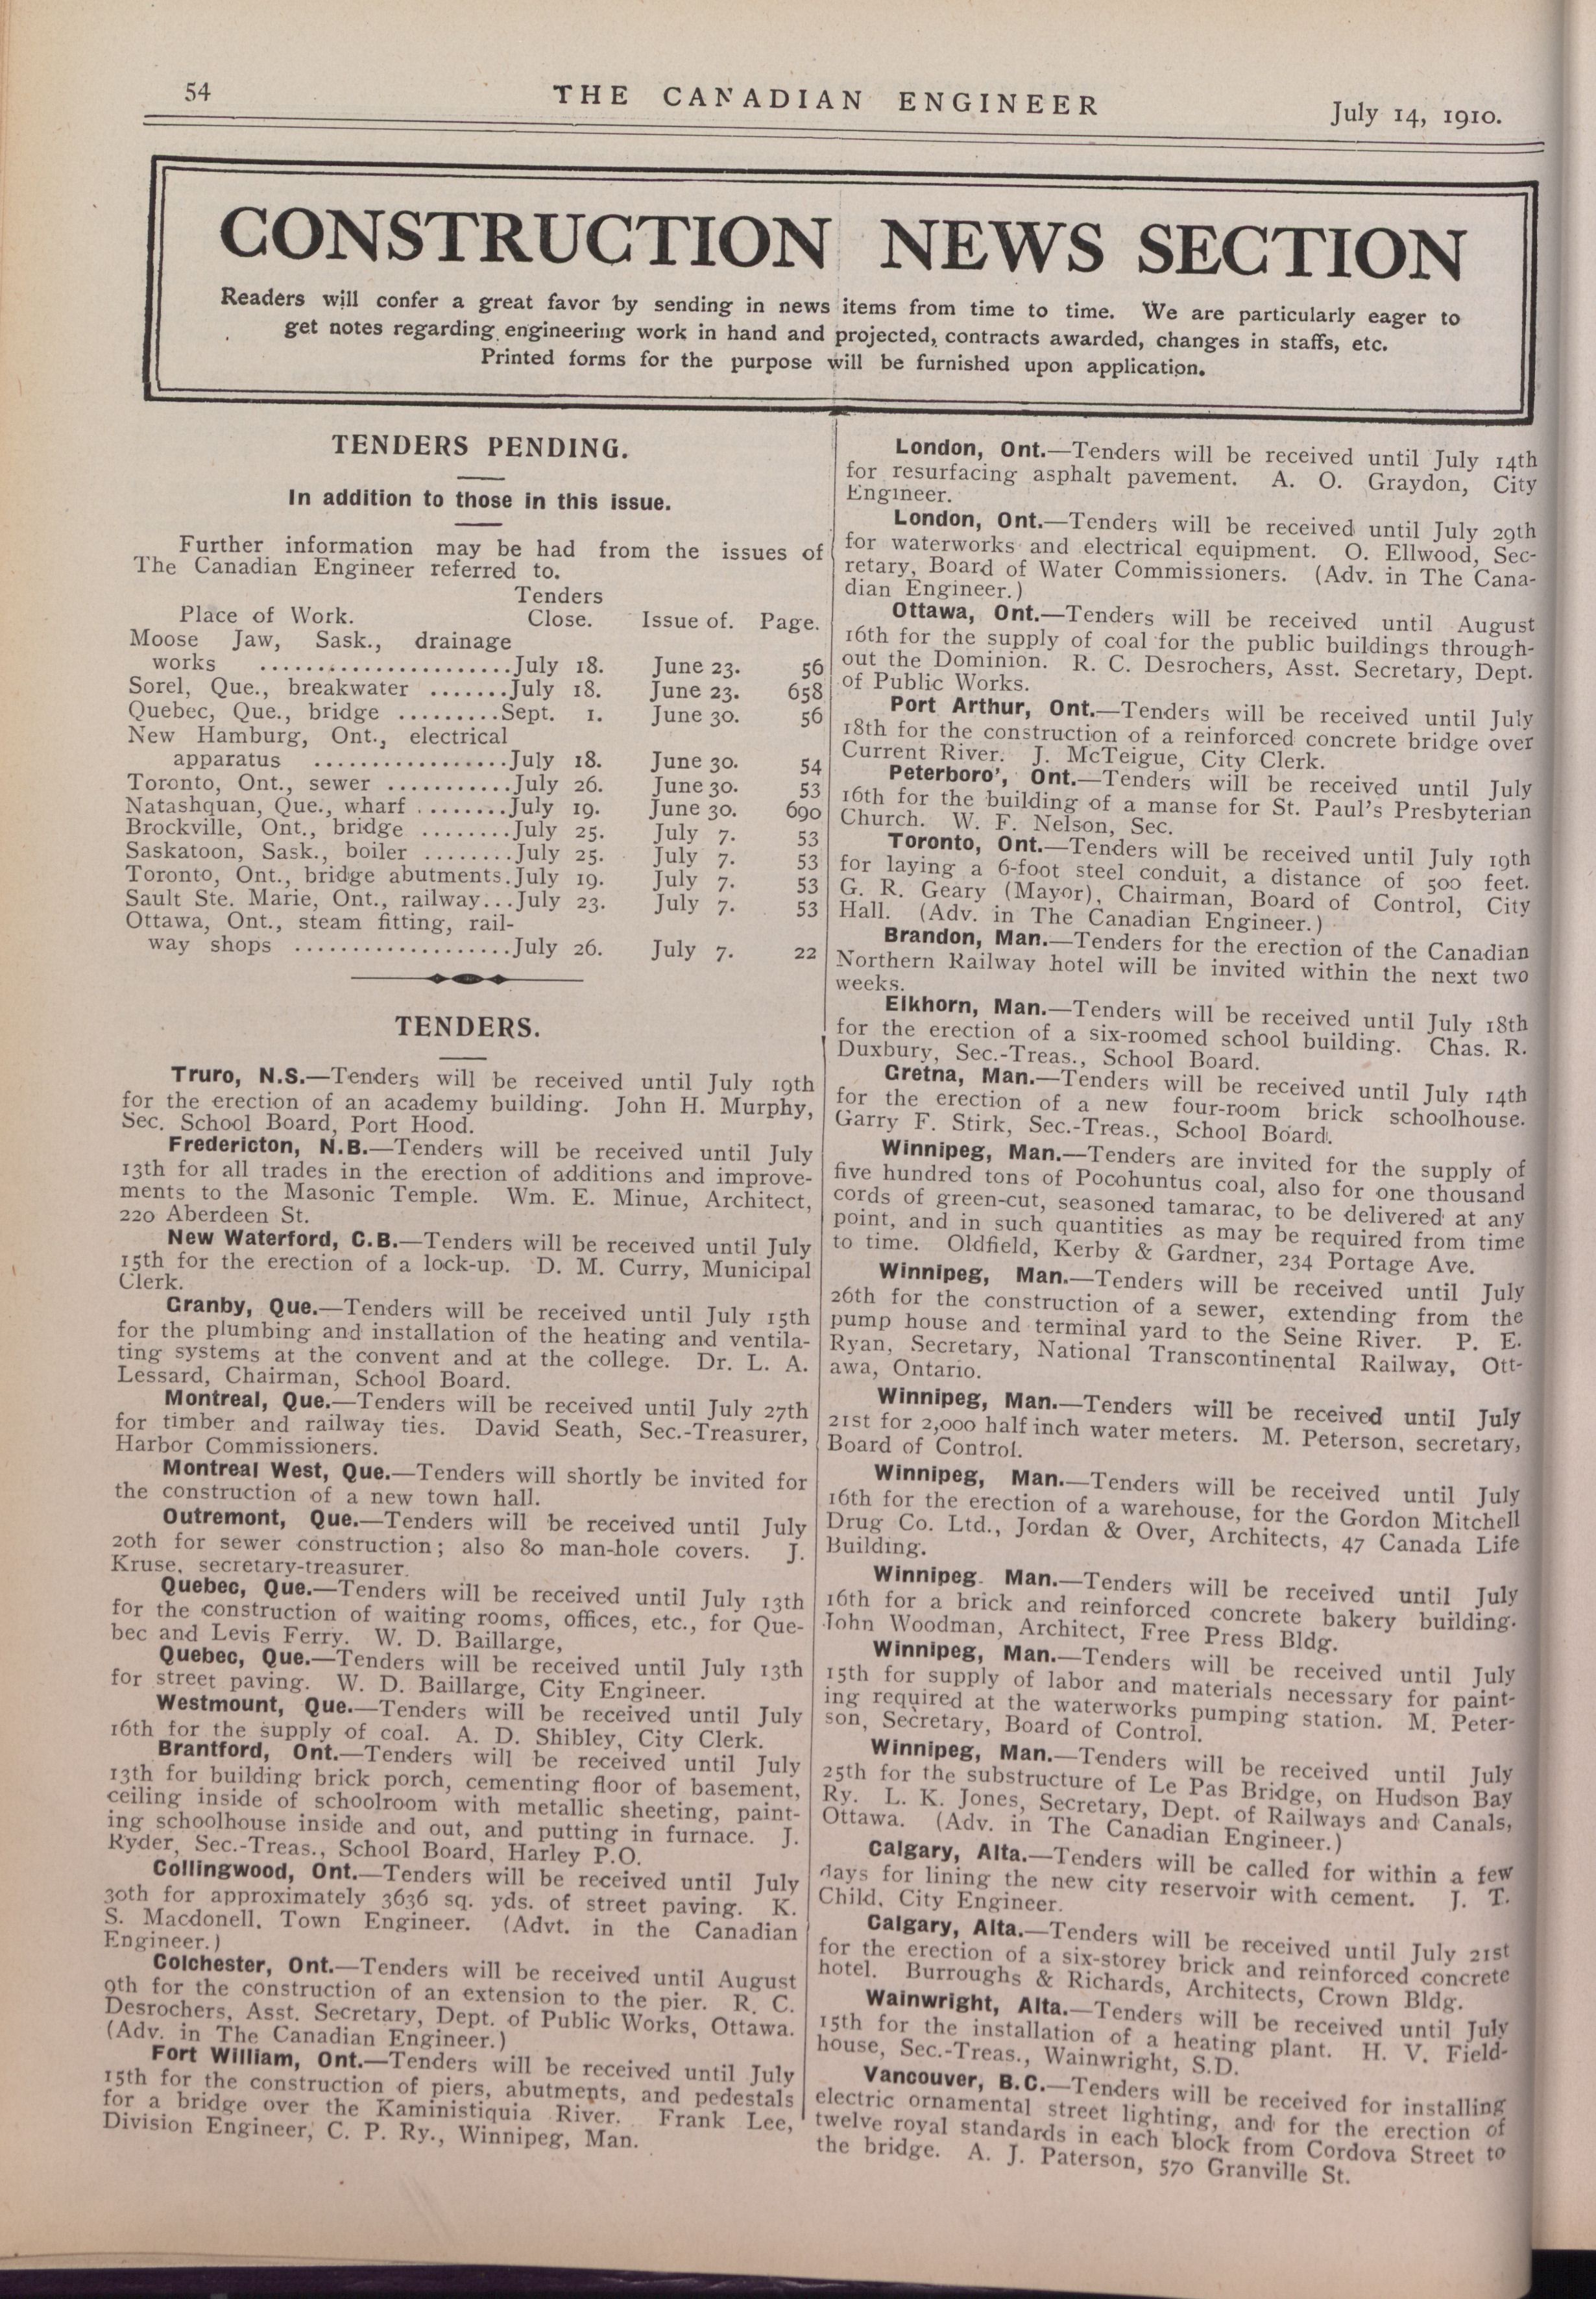 54
THE CANADIAN ENGINEER
July 14, 1910.
CONSTRUCTION NEWS SECTION
Readers will confer a great favor by sending in news items from time to time. We are particularly eager to
get notes regarding engineering work in hand and projected, contracts awarded, changes in staffs, etc.
Printed forms for the purpose will be furnished upon application.
TENDERS PENDING.
In addition to those in this issue.
Further information may be had from the issues of
The Canadian Engineer referred to.
Tenders
Place of Work. Close. Issue of. Page.
Moose Jaw, Sask., drainage
works ......................July 18. June 23. 56
Sorel, Que., breakwater .......July 18. June 23. 658
Quebec, Que., bridge .........Sept. 1. June 30. 56
New Hamburg, Ont., electrical
apparatus .................July 18. June 30. 54
Toronto, Ont., sewer ...........July 26. June 30. 53
Natashquan, Que., wharf ........July 19. June 30. 690
Brockville, Ont., bridge ........July 25. July 7. 53
Saskatoon, Sask., boiler ........July 25. July 7. 53
Toronto, Ont., bridge abutments.July 19. July 7. 53
Sault Ste. Marie, Ont., railway...July 23. July 7. 53
Ottawa, Ont., steam fitting, rail-
way shops ...................July 26. July 7. 22
TENDERS.
Truro, N.S.—Tenders will be received until July 19th
for the erection of an academy building. John H. Murphy,
Sec. School Board, Port Hood.
Fredericton, N.B.—Tenders will be received until July
13th for all trades in the erection of additions and improve-
ments to the Masonic Temple. Wm. E. Minue, Architect,
220 Aberdeen St.
New Waterford, C.B.—Tenders will be received until July
15th for the erection of a lock-up. D. M. Curry, Municipal
Clerk.
Granby, Que.—Tenders will be received until July 15th
for the plumbing and installation of the heating and ventila-
ting systems at the convent and at the college. Dr. L. A.
Lessard, Chairman, School Board.
Montreal, Que.—Tenders will be received until July 27th
for timber and railway ties. David Seath, Sec.-Treasurer,
Harbor Commissioners.
Montreal West, Que.—Tenders will shortly be invited for
the construction of a new town hall.
Outremont, Que.—Tenders will be received until July
20th for sewer construction; also 80 man-hole covers. J.
Kruse, secretary-treasurer.
Quebec, Que.—Tenders will be received until July 13th
for the construction of waiting rooms, offices, etc., for Que-
bec and Levis Ferry. W. D. Baillarge,
Quebec, Que.—Tenders will be received until July 13th
for street paving. W. D. Baillarge, City Engineer.
Westmount, Que.—Tenders will be received until July
16th for the supply of coal. A. D. Shibley, City Clerk.
Brantford, Ont.—Tenders will be received until July
13th for building brick porch, cementing floor of basement,
ceiling inside of schoolroom with metallic sheeting, paint-
ing schoolhouse inside and out, and putting in furnace. J.
Ryder, Sec.-Treas., School Board, Harley P.O.
Collingwood, Ont.—Tenders will be received until July
30th for approximately 3636 sq. yds. of street paving. K.
S. Macdonell, Town Engineer. (Advt. in the Canadian
Engineer.)
Colchester, Ont.—Tenders will be received until August
9th for the construction of an extension to the pier. R. C.
Desrochers, Asst. Secretary, Dept. of Public Works, Ottawa.
(Adv. in The Canadian Engineer.)
Fort William, Ont.—Tenders will be received until July
15th for the construction of piers, abutments, and pedestals
for a bridge over the Kaministiquia River. Frank Lee,
Division Engineer, C. P. Ry., Winnipeg, Man.
London, Ont.—Tenders will be received until July 14th
for resurfacing asphalt pavement. A. O. Graydon, City
Engineer.
London, Ont.—Tenders will be received until July 29th
for waterworks and electrical equipment. O. Ellwood, Sec-
retary, Board of Water Commissioners. (Adv. in The Cana-
dian Engineer.)
Ottawa, Ont.—Tenders will be received until August
16th for the supply of coal for the public buildings through-
out the Dominion. R. C. Desrochers, Asst. Secretary, Dept.
of Public Works.
Port Arthur, Ont.—Tenders will be received until July
18th for the construction of a reinforced concrete bridge over
Current River. J. McTeigue, City Clerk.
Peterboro', Ont.—Tenders will be received until July
16th for the building of a manse for St. Paul's Presbyterian
Church. W. F. Nelson, Sec.
Toronto, Ont.—Tenders will be received until July 19th
for laying a 6-foot steel conduit, a distance of 500 feet.
G. R. Geary (Mayor), Chairman, Board of Control, City
Hall. (Adv. in The Canadian Engineer.)
Brandon, Man.—Tenders for the erection of the Canadian
Northern Railway hotel will be invited within the next two
weeks.
Elkhorn, Man.—Tenders will be received until July 18th
for the erection of a six-roomed school building. Chas. R.
Duxbury, Sec.-Treas., School Board.
Gretna, Man.—Tenders will be received until July 14th
for the erection of a new four-room brick schoolhouse.
Garry F. Stirk, Sec.-Treas., School Board.
Winnipeg, Man.—Tenders are invited for the supply of
five hundred tons of Pocohuntus coal, also for one thousand
cords of green-cut, seasoned tamarac, to be delivered at any
point, and in such quantities as may be required from time
to time. Oldfield, Kerby & Gardner, 234 Portage Ave.
Winnipeg, Man.—Tenders will be received until July
26th for the construction of a sewer, extending from the
pump house and terminal yard to the Seine River. P. E.
Ryan, Secretary, National Transcontinental Railway, Ott-
awa, Ontario.
Winnipeg, Man.—Tenders will be received until July
21st for 2,000 half inch water meters. M. Peterson, secretary,
Board of Control.
Winnipeg, Man.—Tenders will be received until July
16th for the erection of a warehouse, for the Gordon Mitchell
Drug Co. Ltd., Jordan & Over, Architects, 47 Canada Life
Building.
Winnipeg. Man.—Tenders will be received until July
16th for a brick and reinforced concrete bakery building.
John Woodman, Architect, Free Press Bldg.
Winnipeg, Man.—Tenders will be received until July
15th for supply of labor and materials necessary for paint-
ing required at the waterworks pumping station. M. Peter-
son, Secretary, Board of Control.
Winnipeg, Man.—Tenders will be received until July
25th for the substructure of Le Pas Bridge, on Hudson Bay
Ry. L. K. Jones, Secretary, Dept. of Railways and Canals,
Ottawa. (Adv. in The Canadian Engineer.)
Calgary, Alta.—Tenders will be called for within a few
days for lining the new city reservoir with cement. J. T.
Child, City Engineer.
Calgary, Alta.—Tenders will be received until July 21st
for the erection of a six-storey brick and reinforced concrete
hotel. Burroughs & Richards, Architects, Crown Bldg.
Wainwright, Alta.—Tenders will be received until July
15th for the installation of a heating plant. H. V. Field-
house, Sec.-Treas., Wainwright, S.D.
Vancouver, B.C.—Tenders will be received for installing
electric ornamental street lighting, and for the erection of
twelve royal standards in each block from Cordova Street to
the bridge. A. J. Paterson, 570 Granville St.